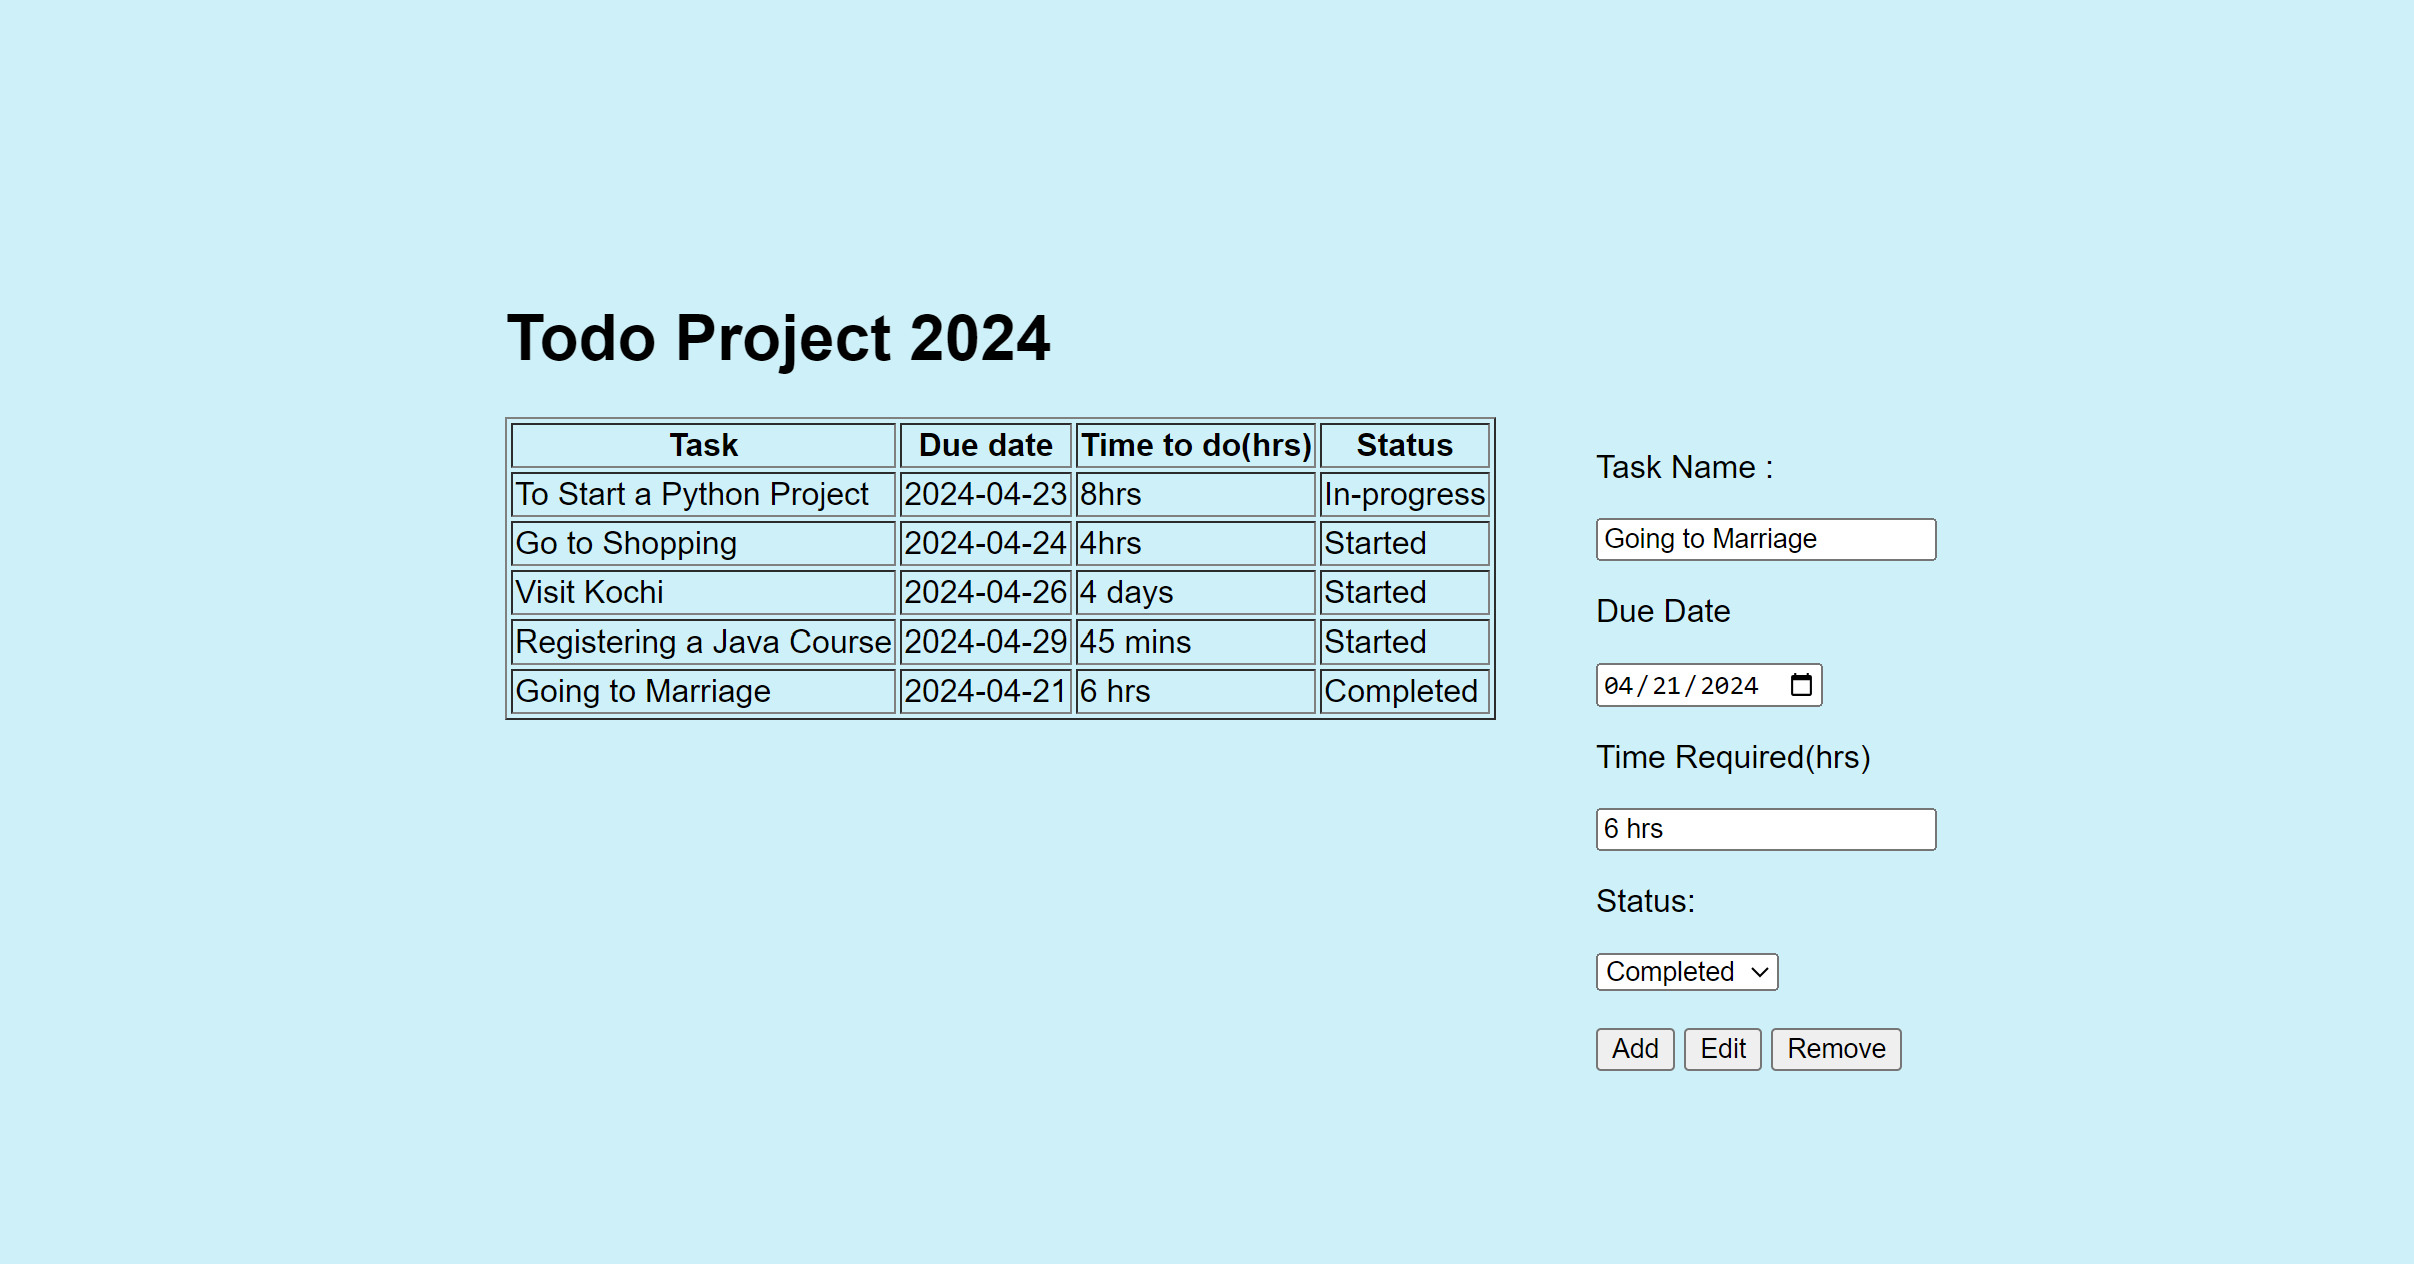 Todo Project 2024
Task Due date Time to do(hrs) Status
To Start a Python Project 2024-04-23 8hrs In-progress
Go to Shopping 2024-04-24 4hrs Started
Visit Kochi 2024-04-26 4 days Started
Registering a Java Course 2024-04-29 45 mins Started
Going to Marriage 2024-04-21 6 hrs Completed
Task Name :
Going to Marriage
Due Date
04/21/2024
Time Required(hrs)
6 hrs
Status:
Completed
Add Edit Remove